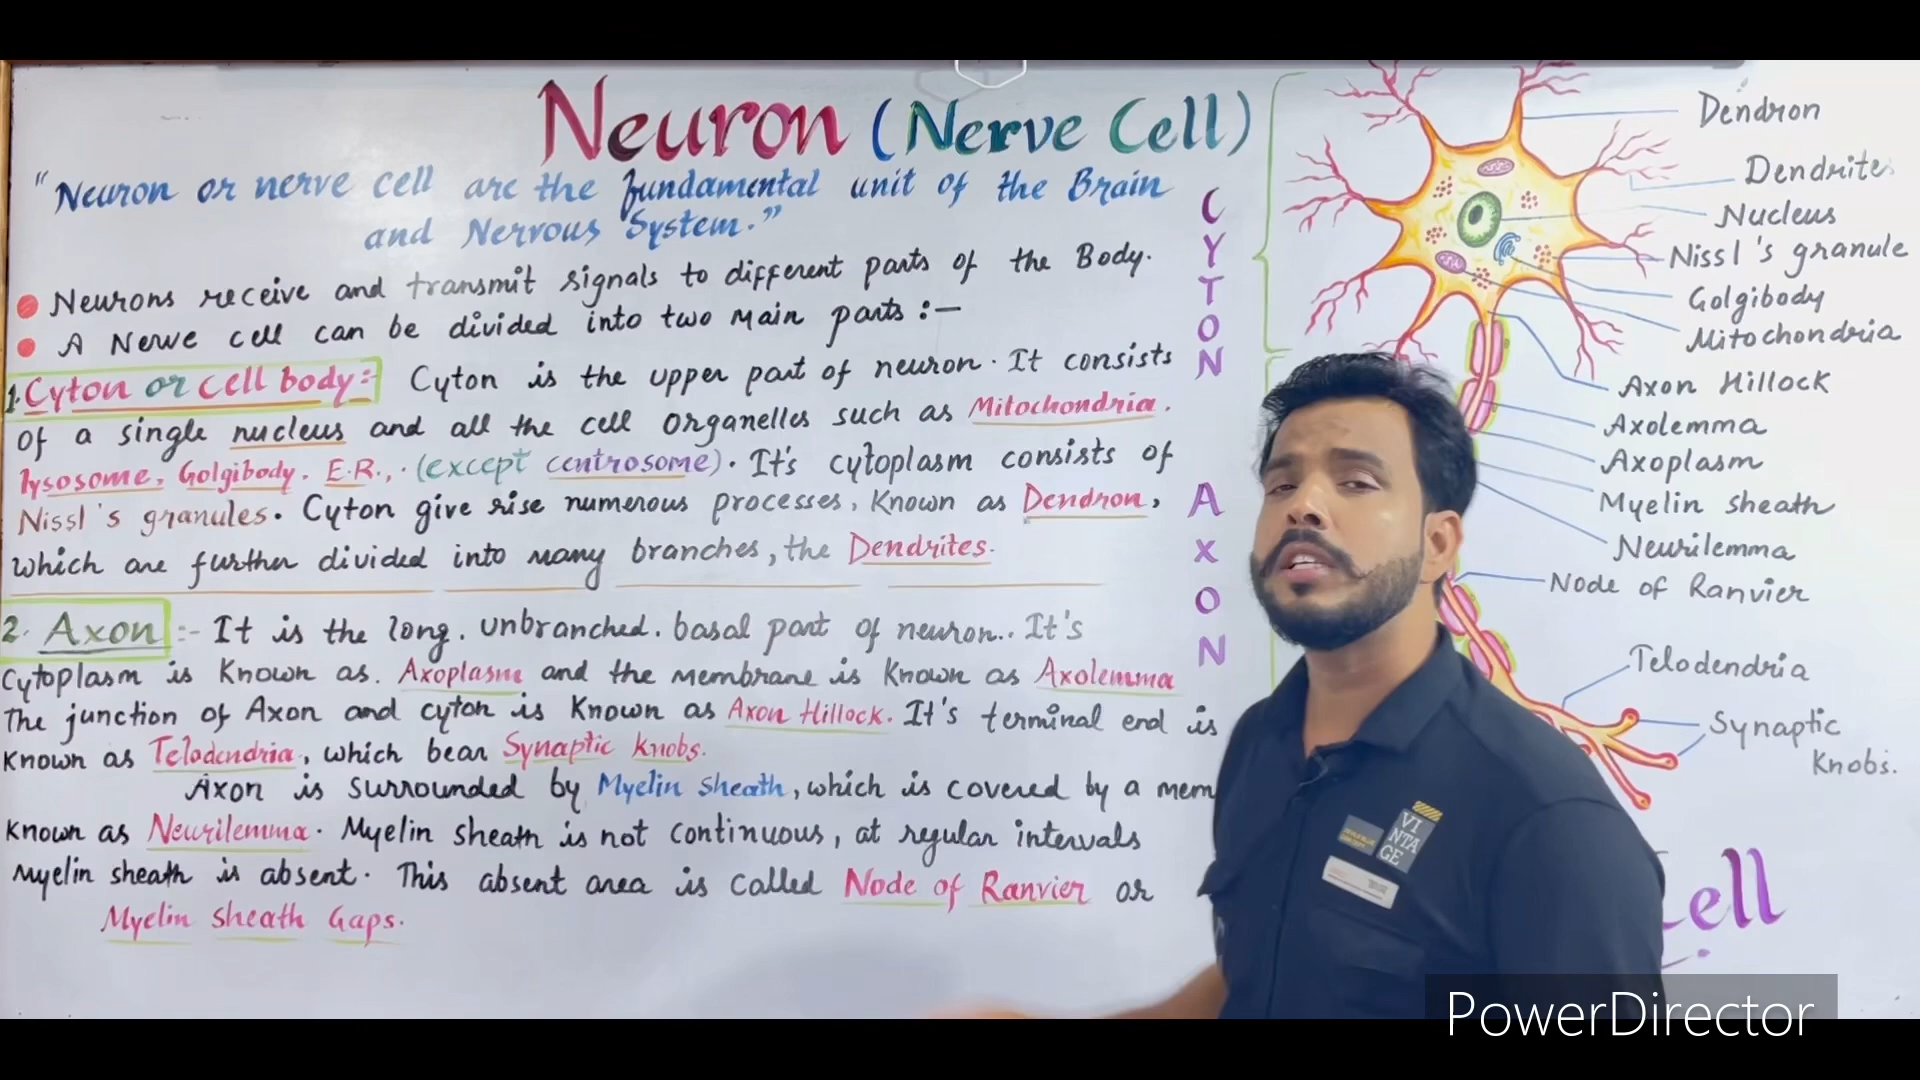 Neuron (Nerve Cell)
"Neuron or nerve cell are the fundamental unit of the Brain
and Nervous System."
Neurons receive and transmit signals to different parts of the Body.
A Nerve cell can be divided into two main parts :-
1. Cyton or cell body:- Cyton is the upper part of neuron. It consists
of a single nucleus and all the cell organelles such as Mitochondria.
lysosome. Golgibody. E.R., . (except centrosome). It's cytoplasm consists of
Nissl's granules. Cyton give rise numerous processes, Known as Dendron,
which are further divided into many branches, the Dendrites.
2. Axon :- It is the long. unbranched. basal part of neuron.. It's
Cytoplasm is Known as. Axoplasm and the membrane is Known as Axolemma
The junction of Axon and cyton is Known as Axon Hillock. It's terminal end is
Known as Telodendria, which bear Synaptic Knobs.
Axon is surrounded by Myelin Sheath, which is covered by a mem
Known as Neurilemma. Myelin sheath is not continuous, at regular intervals
Myelin sheath is absent. This absent area is called Node of Ranvier or
Myelin Sheath Gaps.
CYTON
AXON
Dendron
Dendrites
Nucleus
Nissl's granule
Golgibody
Mitochondria
Axon Hillock
Axolemma
Axoplasm
Myelin sheath
Neurilemma
Node of Ranvier
Telodendria
Synaptic
Knobs.
Cell
VI
NTA
GE
PowerDirector